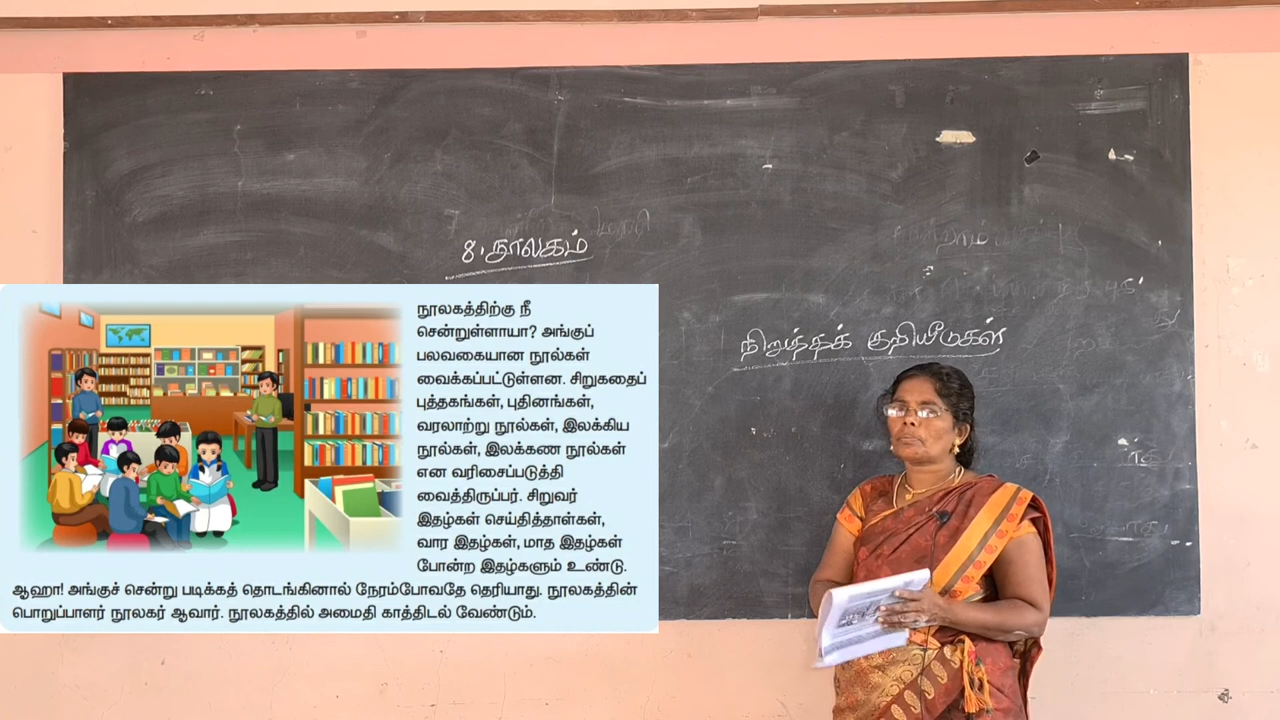 8. நூலகம்
நிறுத்தக் குறியீடுகள்
நூலகத்திற்கு நீ
சென்றுள்ளாயா? அங்குப்
பலவகையான நூல்கள்
வைக்கப்பட்டுள்ளன. சிறுகதைப்
புத்தகங்கள், புதினங்கள்,
வரலாற்று நூல்கள், இலக்கிய
நூல்கள், இலக்கண நூல்கள்
என வரிசைப்படுத்தி
வைத்திருப்பர். சிறுவர்
இதழ்கள் செய்தித்தாள்கள்,
வார இதழ்கள், மாத இதழ்கள்
போன்ற இதழ்களும் உண்டு.
ஆஹா! அங்குச் சென்று படிக்கத் தொடங்கினால் நேரம்போவதே தெரியாது. நூலகத்தின்
பொறுப்பாளர் நூலகர் ஆவார். நூலகத்தில் அமைதி காத்திடல் வேண்டும்.